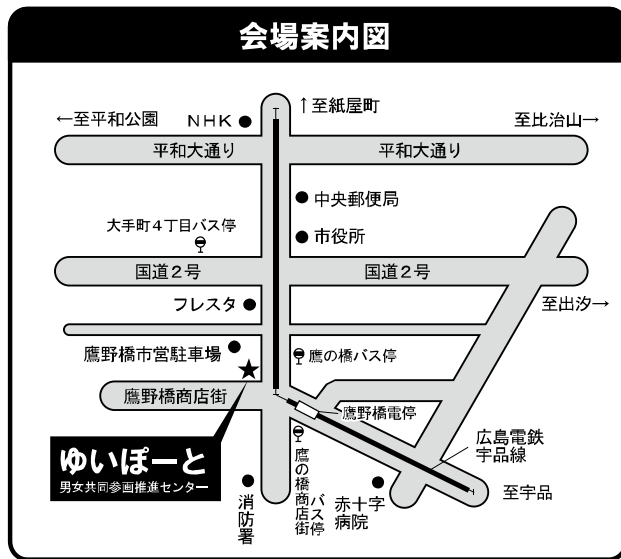 会場案内図
↑至紙屋町
←至平和公園
NHK
至比治山→
平和大通り
平和大通り
中央郵便局
大手町4丁目バス停
市役所
国道2号
国道2号
フレスタ
至出汐→
鷹野橋市営駐車場
鷹の橋バス停
鷹野橋商店街
鷹野橋電停
ゆいぽーと
男女共同参画推進センター
広島電鉄
宇品線
鷹の橋商店街
バス停
消防署
赤十字
病院
至宇品